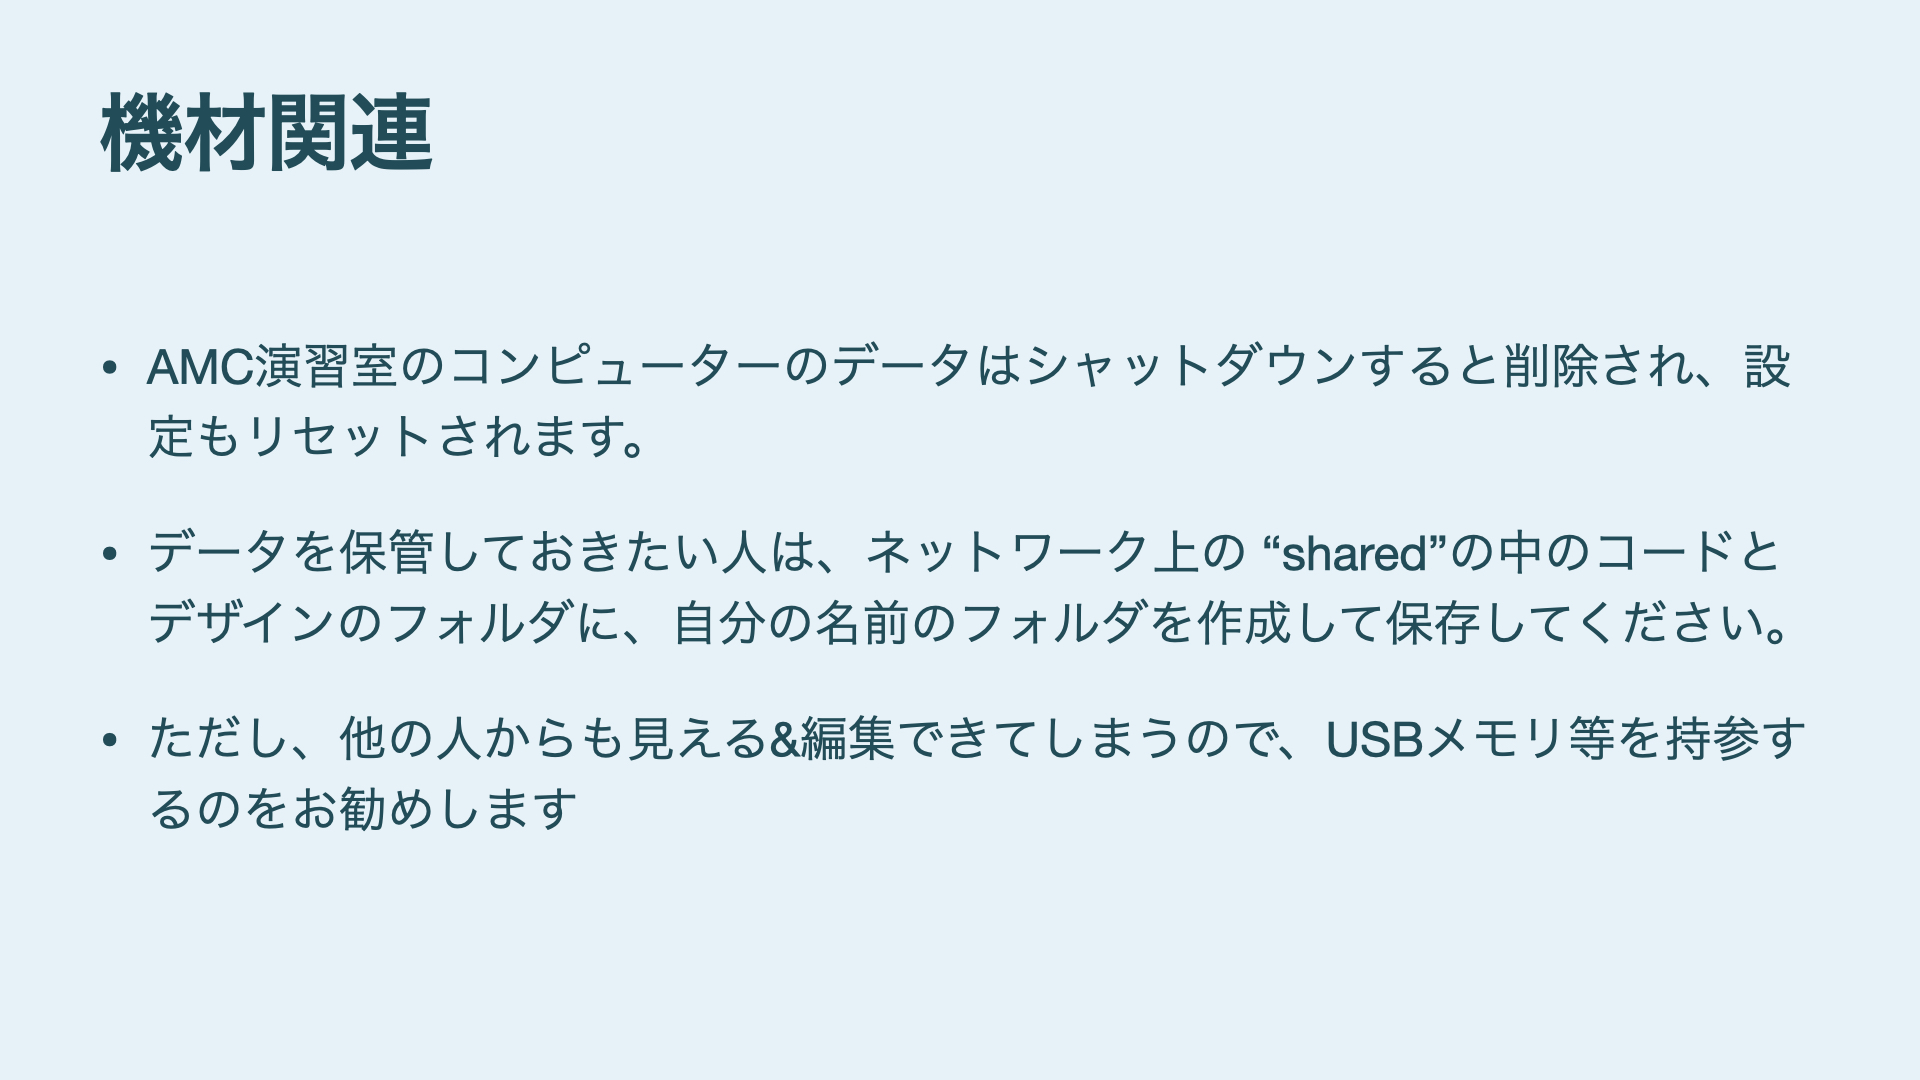 機材関連
• AMC演習室のコンピューターのデータはシャットダウンすると削除され、設
定もリセットされます。
• データを保管しておきたい人は、ネットワーク上の “shared”の中のコードと
デザインのフォルダに、自分の名前のフォルダを作成して保存してください。
• ただし、他の人からも見える&編集できてしまうので、USBメモリ等を持参す
るのをお勧めします